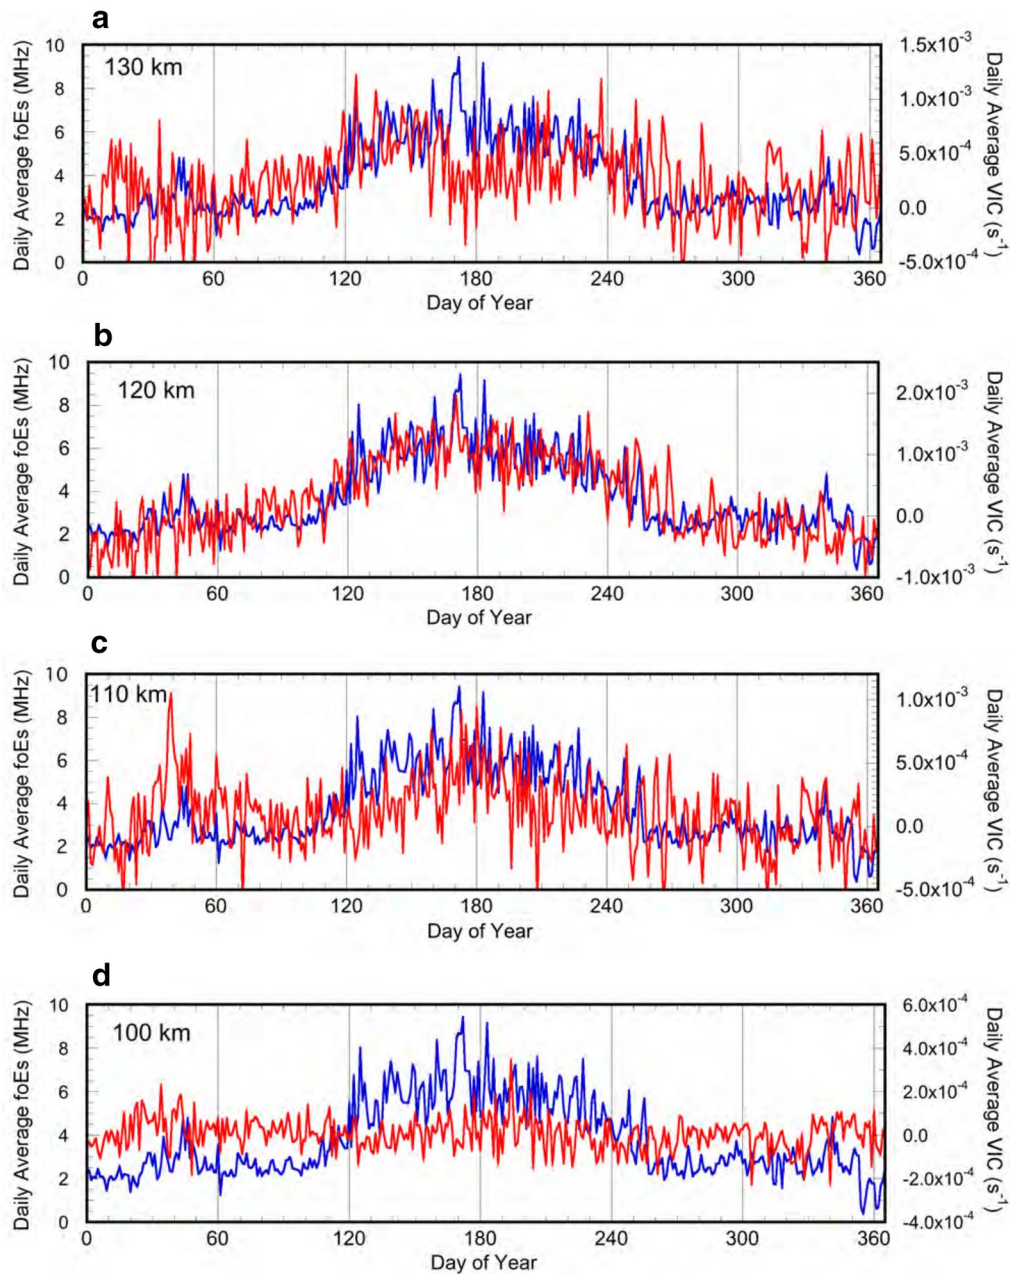 a
130 km
10
8
6
4
2
0
Daily Average foEs (MHz)
1.5x10⁻³
1.0x10⁻³
5.0x10⁻⁴
0.0
-5.0x10⁻⁴
Daily Average VIC (s⁻¹)
0 60 120 180 240 300 360
Day of Year
b
120 km
10
8
6
4
2
0
Daily Average foEs (MHz)
2.0x10⁻³
1.0x10⁻³
0.0
-1.0x10⁻³
Daily Average VIC (s⁻¹)
0 60 120 180 240 300 360
Day of Year
c
110 km
10
8
6
4
2
0
Daily Average foEs (MHz)
1.0x10⁻³
5.0x10⁻⁴
0.0
-5.0x10⁻⁴
Daily Average VIC (s⁻¹)
0 60 120 180 240 300 360
Day of Year
d
100 km
10
8
6
4
2
0
Daily Average foEs (MHz)
6.0x10⁻⁴
4.0x10⁻⁴
2.0x10⁻⁴
0.0
-2.0x10⁻⁴
-4.0x10⁻⁴
Daily Average VIC (s⁻¹)
0 60 120 180 240 300 360
Day of Year